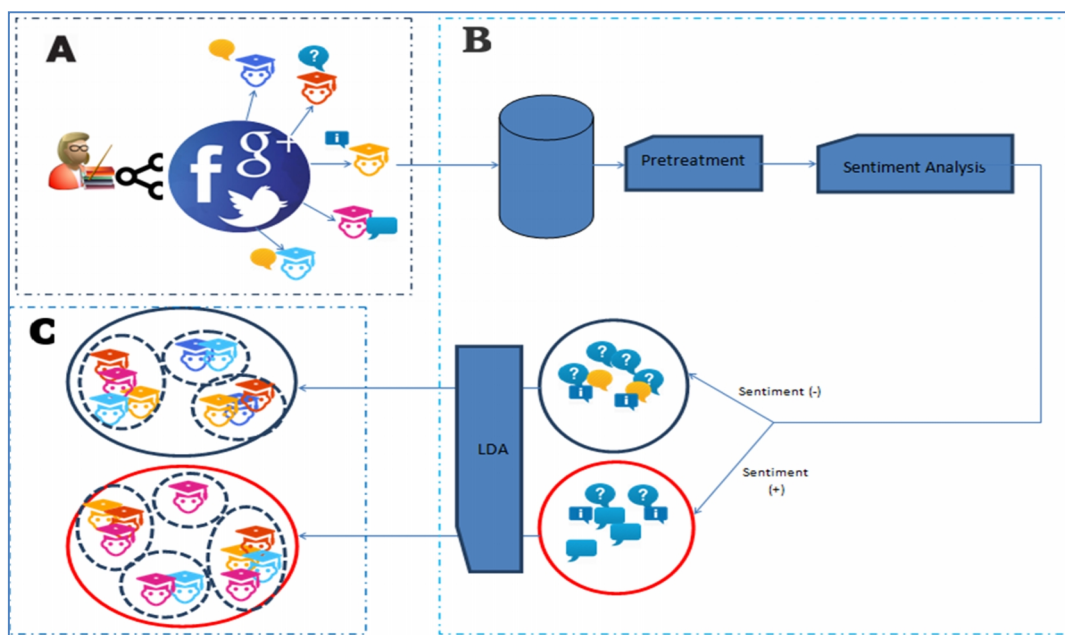 A
B
?
f
g+
i
Pretreatment
Sentiment Analysis
C
?
?
?
?
i
i
Sentiment (-)
LDA
Sentiment
(+)
?
?
i
i